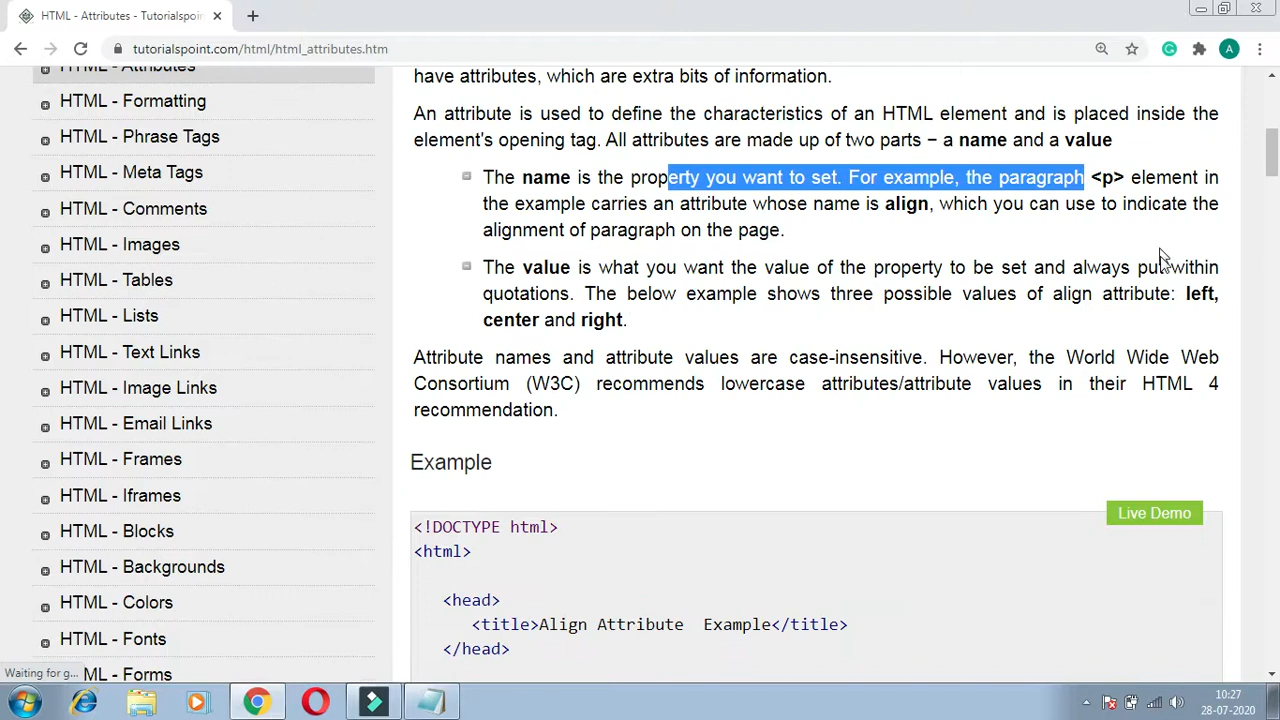 HTML - Attributes - Tutorialspoin
tutorialspoint.com/html/html_attributes.htm
A
HTML - Attributes
HTML - Formatting
HTML - Phrase Tags
HTML - Meta Tags
HTML - Comments
HTML - Images
HTML - Tables
HTML - Lists
HTML - Text Links
HTML - Image Links
HTML - Email Links
HTML - Frames
HTML - Iframes
HTML - Blocks
HTML - Backgrounds
HTML - Colors
HTML - Fonts
HTML - Forms
have attributes, which are extra bits of information.
An attribute is used to define the characteristics of an HTML element and is placed inside the
element's opening tag. All attributes are made up of two parts − a name and a value
The name is the property you want to set. For example, the paragraph <p> element in
the example carries an attribute whose name is align, which you can use to indicate the
alignment of paragraph on the page.
The value is what you want the value of the property to be set and always put within
quotations. The below example shows three possible values of align attribute: left,
center and right.
Attribute names and attribute values are case-insensitive. However, the World Wide Web
Consortium (W3C) recommends lowercase attributes/attribute values in their HTML 4
recommendation.
Example
Live Demo
<!DOCTYPE html>
<html>
<head>
<title>Align Attribute  Example</title>
</head>
Waiting for g...
10:27
28-07-2020